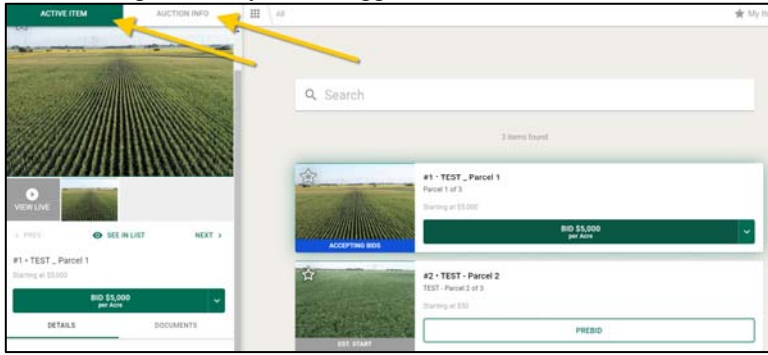 ACTIVE ITEM
AUCTION INFO
All
My
VIEW LIVE
PREV
SEE IN LIST
NEXT
#1 • TEST _ Parcel 1
Starting at $5,000
BID $5,000
per Acre
DETAILS
DOCUMENTS
Search
3 items found
#1 • TEST _ Parcel 1
Parcel 1 of 3
Starting at $5,000
BID $5,000
per Acre
ACCEPTING BIDS
#2 • TEST - Parcel 2
TEST - Parcel 2 of 3
Starting at $50
PREBID
EST. START